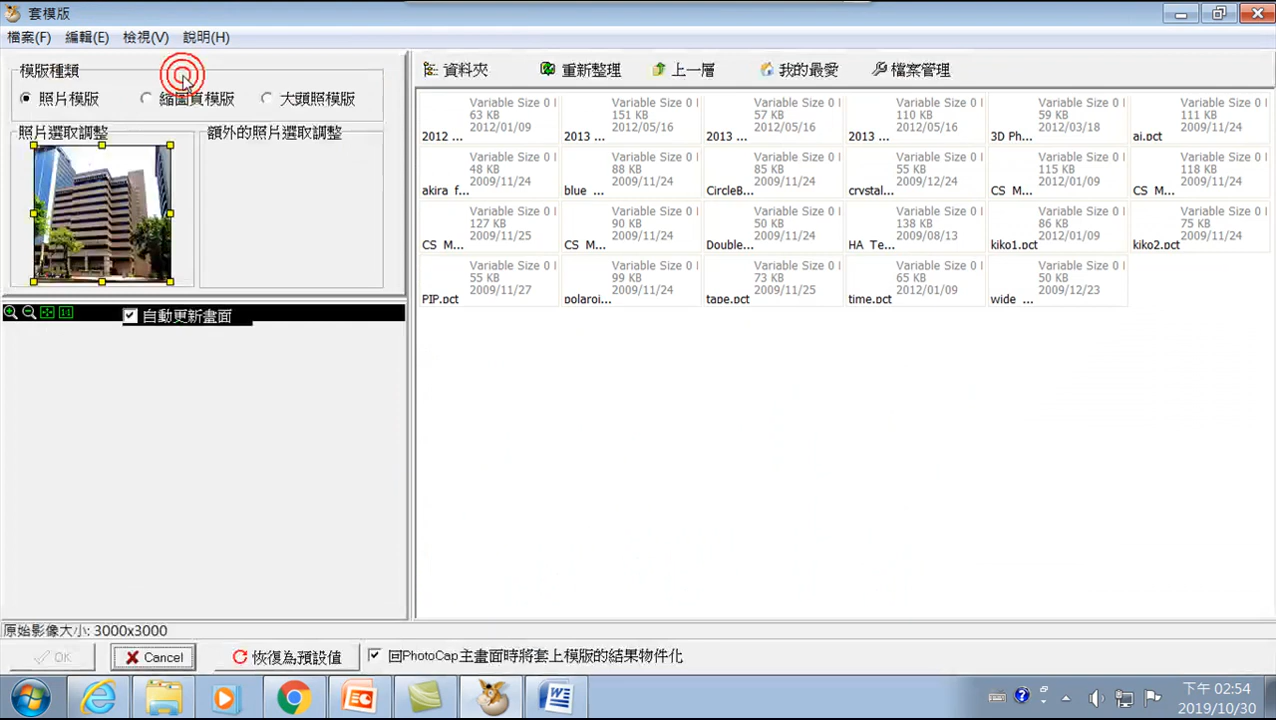 套模版
檔案(F) 編輯(E) 檢視(V) 說明(H)
模版種類
照片模版 縮圖頁模版 大頭照模版
照片選取調整 額外的照片選取調整
自動更新畫面
資料夾 重新整理 上一層 我的最愛 檔案管理
Variable Size 0 Variable Size 0 Variable Size 0 Variable Size 0 Variable Size 0 Variable Size 0
63 KB 151 KB 57 KB 110 KB 59 KB 111 KB
2012/01/09 2012/05/16 2012/05/16 2012/05/16 2012/03/18 2009/11/24
2012 ... 2013 ... 2013 ... 2013 ... 3D Ph... ai.pct
Variable Size 0 Variable Size 0 Variable Size 0 Variable Size 0 Variable Size 0 Variable Size 0
48 KB 88 KB 85 KB 55 KB 115 KB 118 KB
2009/11/24 2009/11/24 2009/11/24 2009/12/24 2012/01/09 2009/11/24
akira f... blue ... CircleB... crystal... CS M... CS M...
Variable Size 0 Variable Size 0 Variable Size 0 Variable Size 0 Variable Size 0 Variable Size 0
127 KB 90 KB 50 KB 138 KB 86 KB 75 KB
2009/11/25 2009/11/24 2009/11/24 2009/08/13 2012/01/09 2009/11/24
CS M... CS M... Double... HA Te... kiko1.pct kiko2.pct
Variable Size 0 Variable Size 0 Variable Size 0 Variable Size 0 Variable Size 0
55 KB 99 KB 73 KB 65 KB 50 KB
2009/11/27 2009/11/24 2009/11/25 2012/01/09 2009/12/23
PIP.pct polaroi... tape.pct time.pct wide ...
原始影像大小: 3000x3000
OK Cancel 恢復為預設值 回PhotoCap主畫面時將套上模版的結果物件化
下午 02:54
2019/10/30